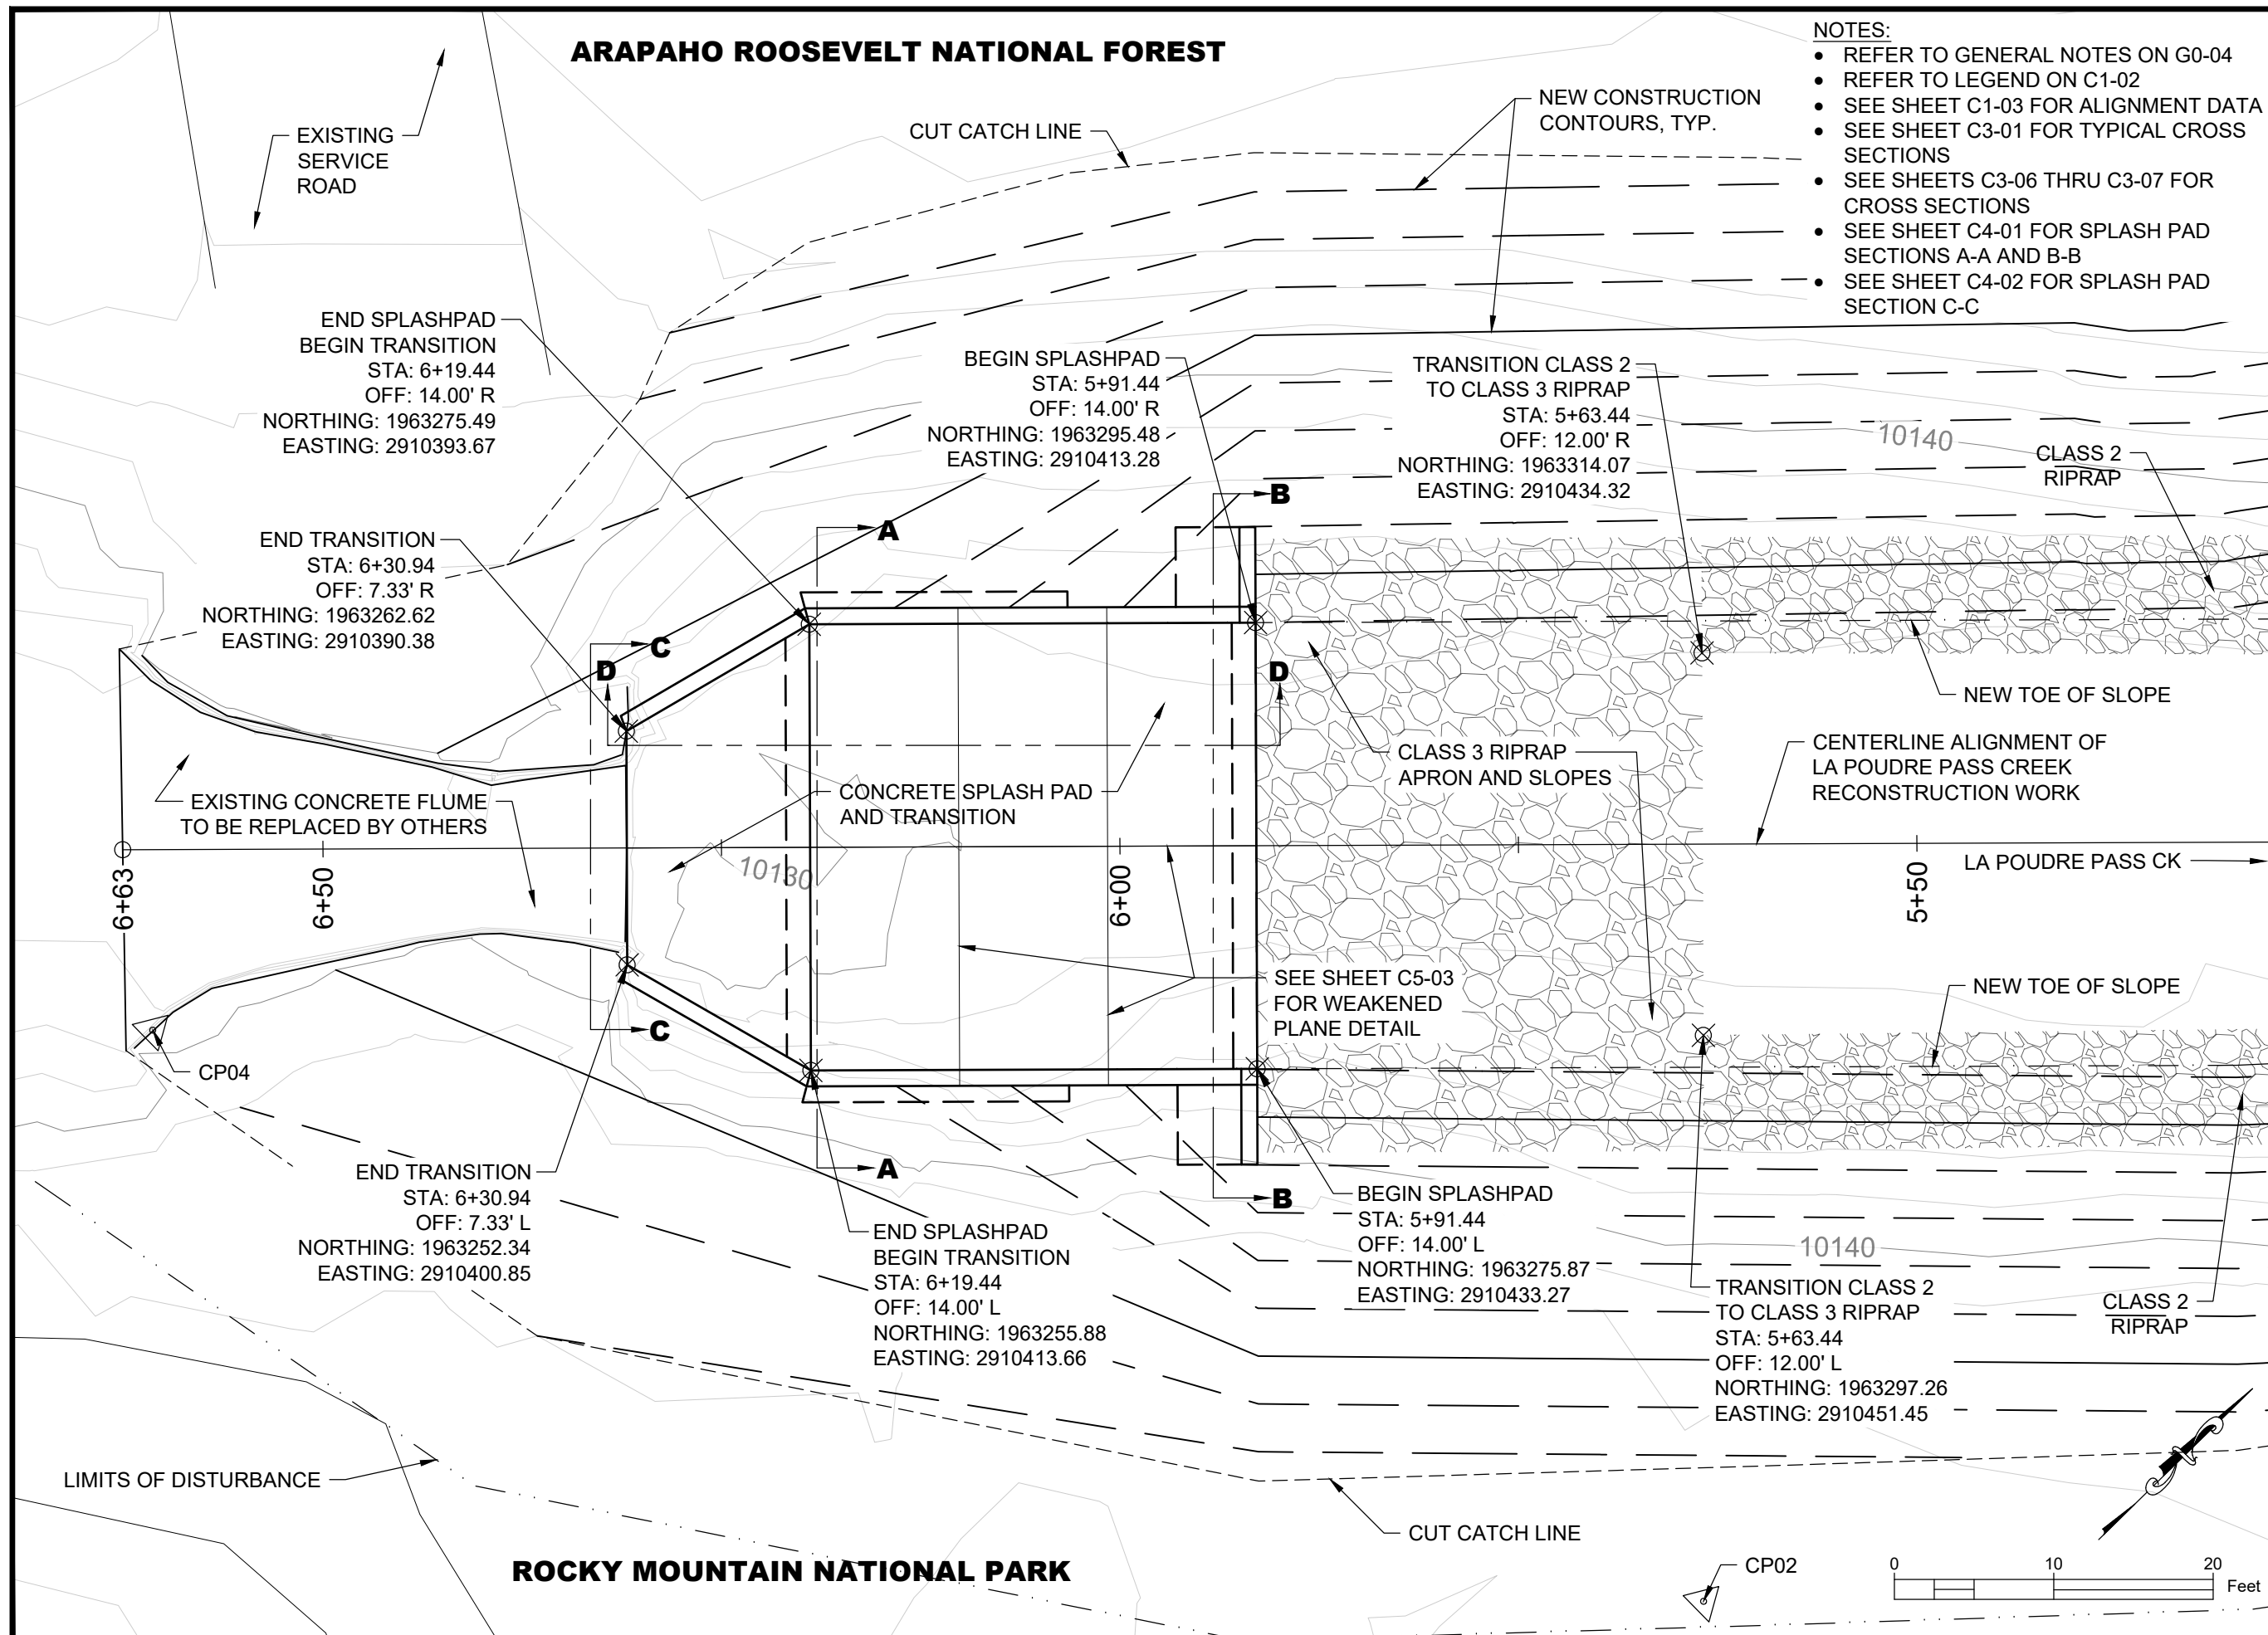 ARAPAHO ROOSEVELT NATIONAL FOREST
NOTES:
• REFER TO GENERAL NOTES ON G0-04
• REFER TO LEGEND ON C1-02
• SEE SHEET C1-03 FOR ALIGNMENT DATA
• SEE SHEET C3-01 FOR TYPICAL CROSS
SECTIONS
• SEE SHEETS C3-06 THRU C3-07 FOR
CROSS SECTIONS
• SEE SHEET C4-01 FOR SPLASH PAD
SECTIONS A-A AND B-B
• SEE SHEET C4-02 FOR SPLASH PAD
SECTION C-C
NEW CONSTRUCTION
CONTOURS, TYP.
CUT CATCH LINE
EXISTING
SERVICE
ROAD
END SPLASHPAD
BEGIN TRANSITION
STA: 6+19.44
OFF: 14.00' R
NORTHING: 1963275.49
EASTING: 2910393.67
BEGIN SPLASHPAD
STA: 5+91.44
OFF: 14.00' R
NORTHING: 1963295.48
EASTING: 2910413.28
TRANSITION CLASS 2
TO CLASS 3 RIPRAP
STA: 5+63.44
OFF: 12.00' R
NORTHING: 1963314.07
EASTING: 2910434.32
10140
CLASS 2
RIPRAP
END TRANSITION
STA: 6+30.94
OFF: 7.33' R
NORTHING: 1963262.62
EASTING: 2910390.38
A
B
C
D
D
NEW TOE OF SLOPE
CLASS 3 RIPRAP
APRON AND SLOPES
CENTERLINE ALIGNMENT OF
LA POUDRE PASS CREEK
RECONSTRUCTION WORK
EXISTING CONCRETE FLUME
TO BE REPLACED BY OTHERS
CONCRETE SPLASH PAD
AND TRANSITION
10130
6+63
6+50
6+00
5+50
LA POUDRE PASS CK
SEE SHEET C5-03
FOR WEAKENED
PLANE DETAIL
NEW TOE OF SLOPE
C
CP04
A
B
END TRANSITION
STA: 6+30.94
OFF: 7.33' L
NORTHING: 1963252.34
EASTING: 2910400.85
END SPLASHPAD
BEGIN TRANSITION
STA: 6+19.44
OFF: 14.00' L
NORTHING: 1963255.88
EASTING: 2910413.66
BEGIN SPLASHPAD
STA: 5+91.44
OFF: 14.00' L
NORTHING: 1963275.87
EASTING: 2910433.27
10140
TRANSITION CLASS 2
TO CLASS 3 RIPRAP
STA: 5+63.44
OFF: 12.00' L
NORTHING: 1963297.26
EASTING: 2910451.45
CLASS 2
RIPRAP
LIMITS OF DISTURBANCE
CUT CATCH LINE
ROCKY MOUNTAIN NATIONAL PARK
CP02
0 10 20
Feet